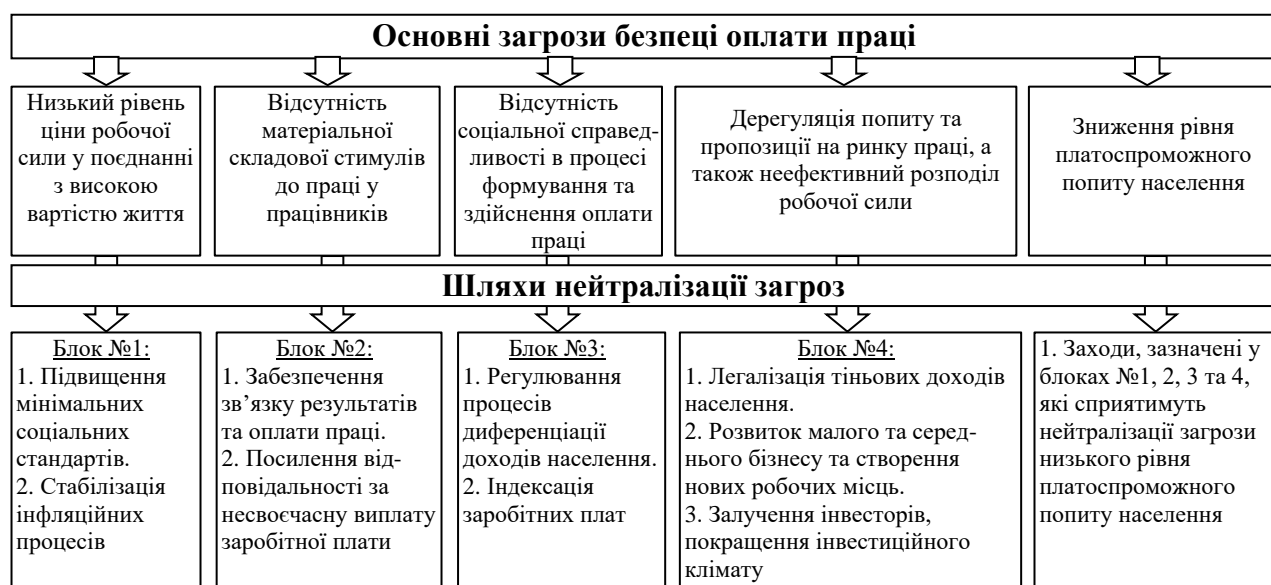 Основні загрози безпеці оплати праці
Низький рівень
ціни робочої
сили у поєднанні
з високою
вартістю життя
Відсутність
матеріальної
складової стимулів
до праці у
працівників
Відсутність
соціальної справед-
ливості в процесі
формування та
здійснення оплати
праці
Дерегуляція попиту та
пропозиції на ринку праці, а
також неефективний розподіл
робочої сили
Зниження рівня
платоспроможного
попиту населення
Шляхи нейтралізації загроз
Блок №1:
1. Підвищення
мінімальних
соціальних
стандартів.
2. Стабілізація
інфляційних
процесів
Блок №2:
1. Забезпечення
зв’язку результатів
та оплати праці.
2. Посилення від-
повідальності за
несвоєчасну виплату
заробітної плати
Блок №3:
1. Регулювання
процесів
диференціації
доходів населення.
2. Індексація
заробітних плат
Блок №4:
1. Легалізація тіньових доходів
населення.
2. Розвиток малого та серед-
нього бізнесу та створення
нових робочих місць.
3. Залучення інвесторів,
покращення інвестиційного
клімату
1. Заходи, зазначені у
блоках №1, 2, 3 та 4,
які сприятимуть
нейтралізації загрози
низького рівня
платоспроможного
попиту населення